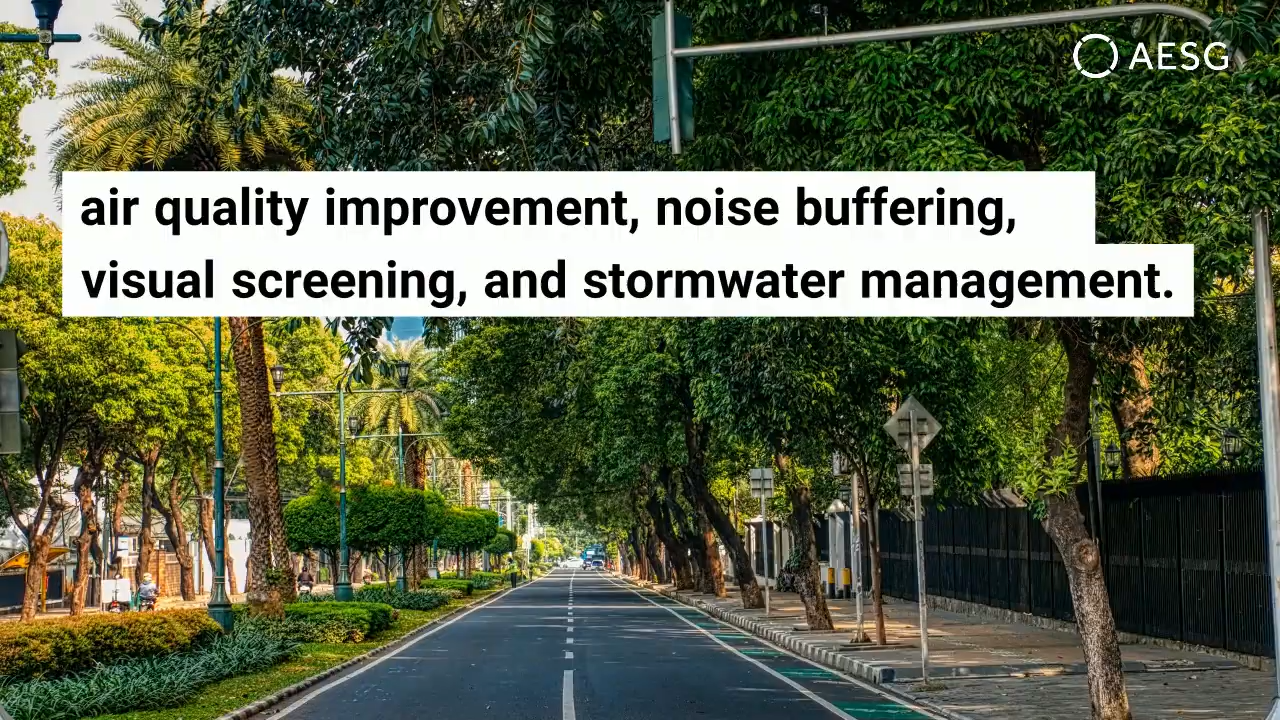 AESG
air quality improvement, noise buffering,
visual screening, and stormwater management.